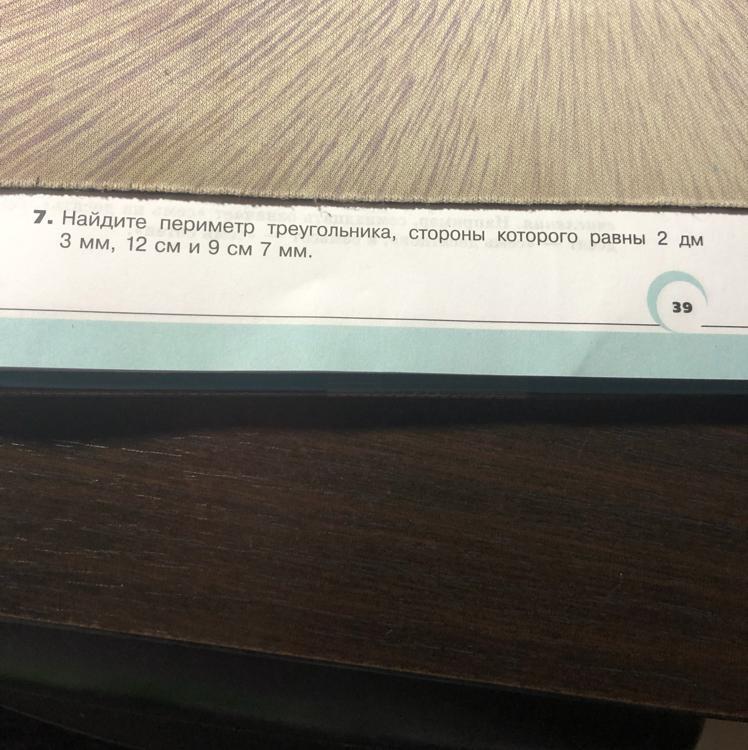 7. Найдите периметр треугольника, стороны которого равны 2 дм
3 мм, 12 см и 9 см 7 мм.
39